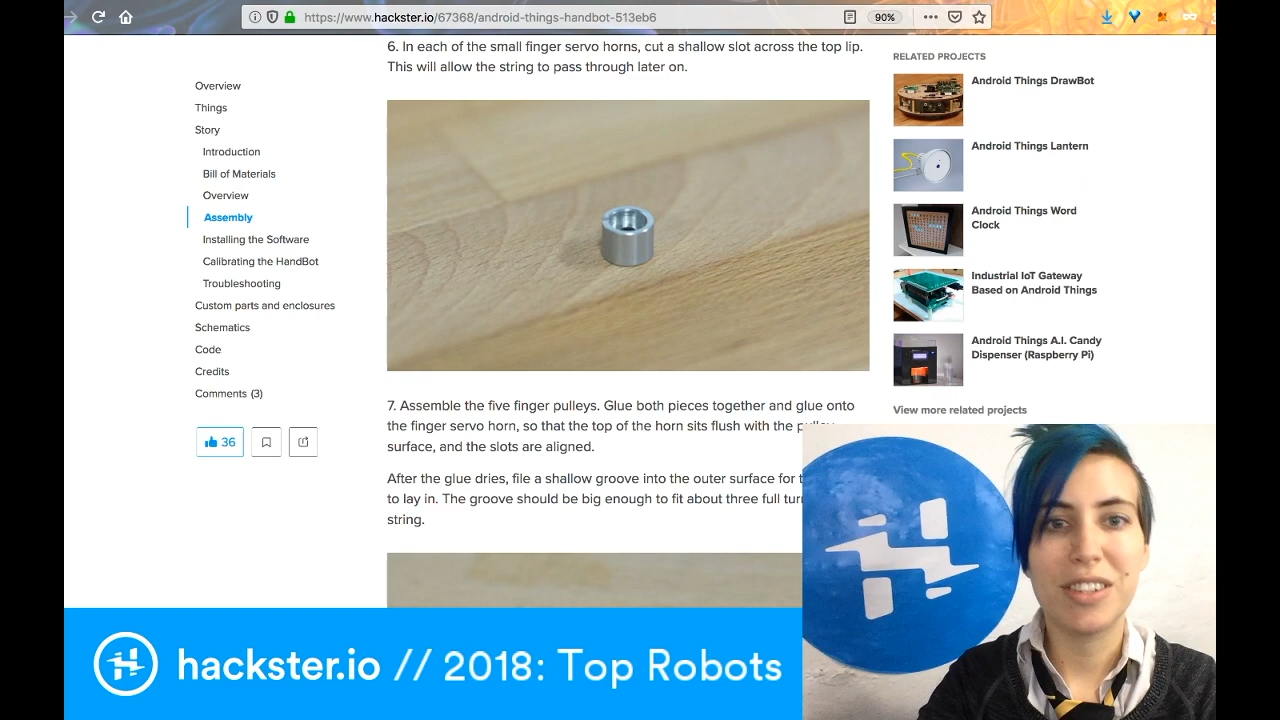 https://www.hackster.io/67368/android-things-handbot-513eb6
90%
Overview
Things
Story
Introduction
Bill of Materials
Overview
Assembly
Installing the Software
Calibrating the HandBot
Troubleshooting
Custom parts and enclosures
Schematics
Code
Credits
Comments (3)
36
6. In each of the small finger servo horns, cut a shallow slot across the top lip.
This will allow the string to pass through later on.
7. Assemble the five finger pulleys. Glue both pieces together and glue onto
the finger servo horn, so that the top of the horn sits flush with the pulley
surface, and the slots are aligned.
After the glue dries, file a shallow groove into the outer surface for
to lay in. The groove should be big enough to fit about three full
string.
RELATED PROJECTS
Android Things DrawBot
Android Things Lantern
Android Things Word
Clock
Industrial IoT Gateway
Based on Android Things
Android Things A.I. Candy
Dispenser (Raspberry Pi)
View more related projects
hackster.io // 2018: Top Robots